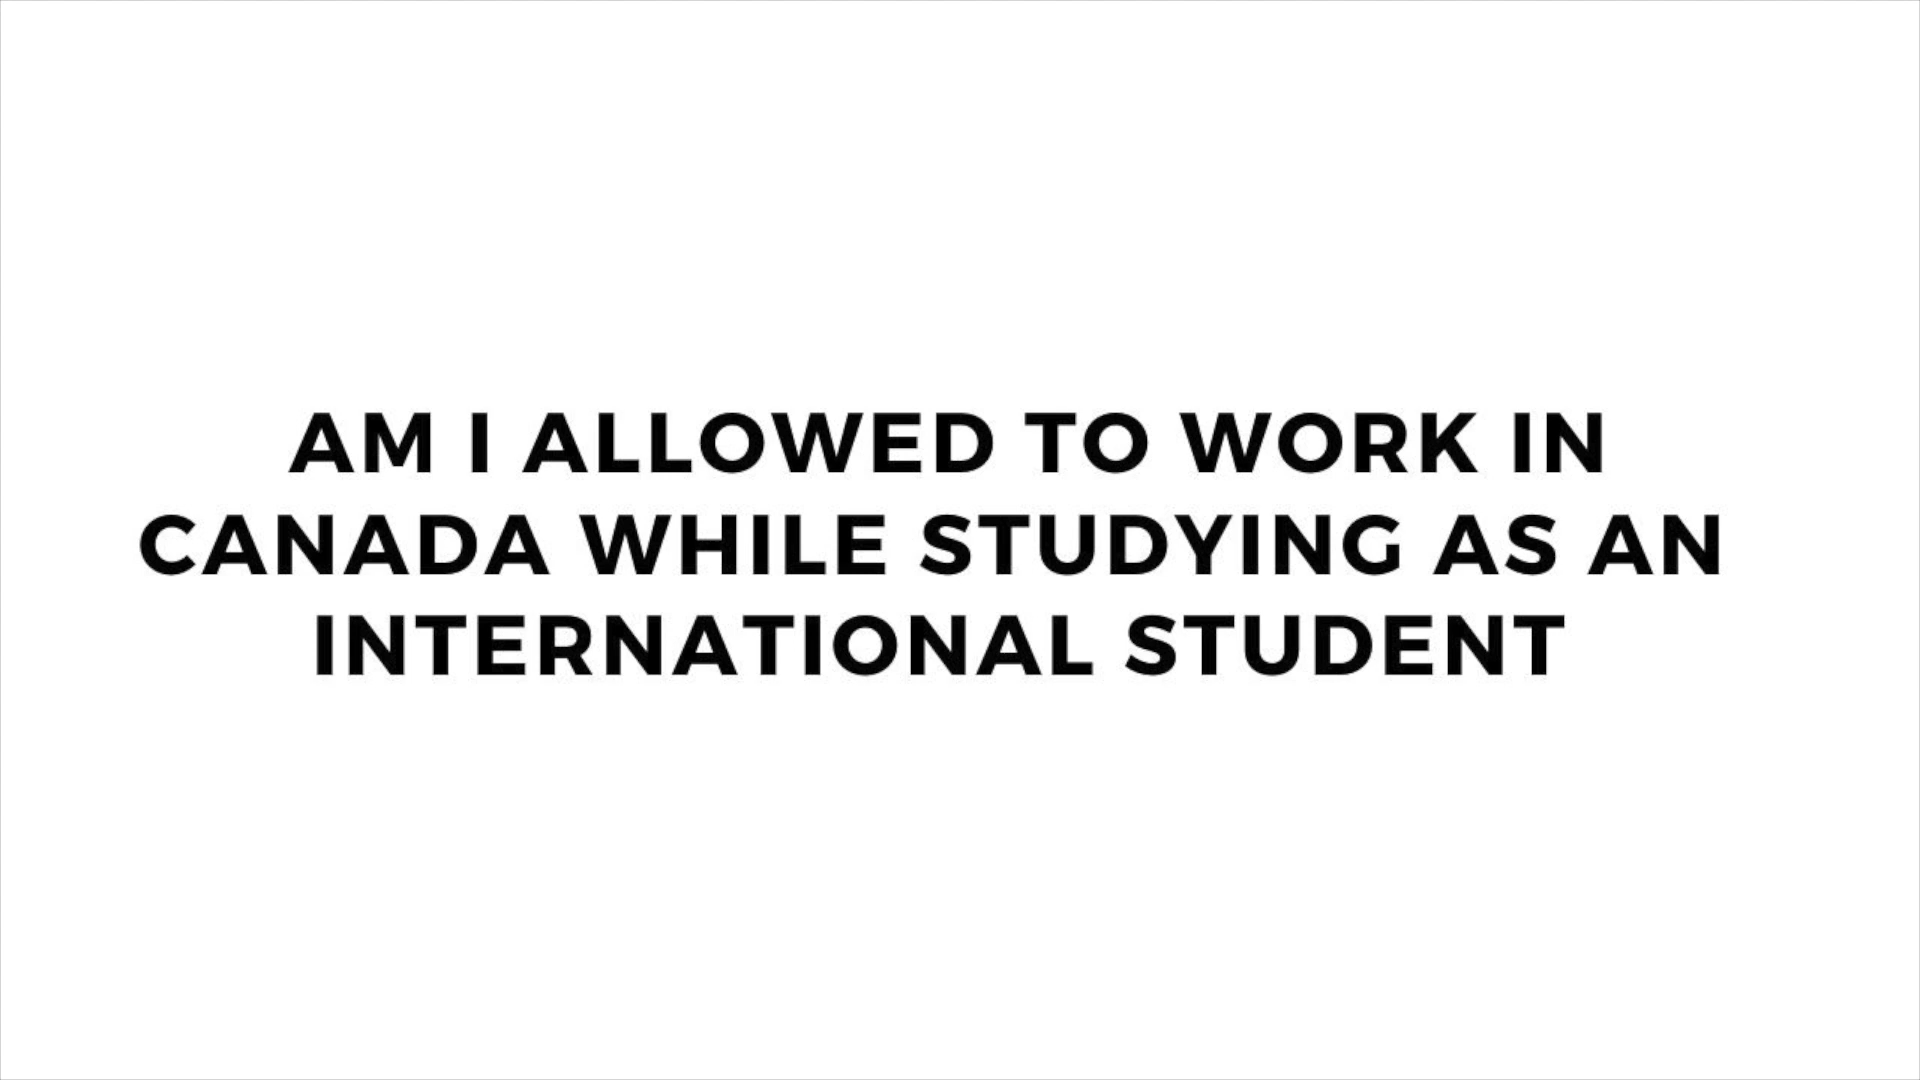 AM I ALLOWED TO WORK IN
CANADA WHILE STUDYING AS AN
INTERNATIONAL STUDENT